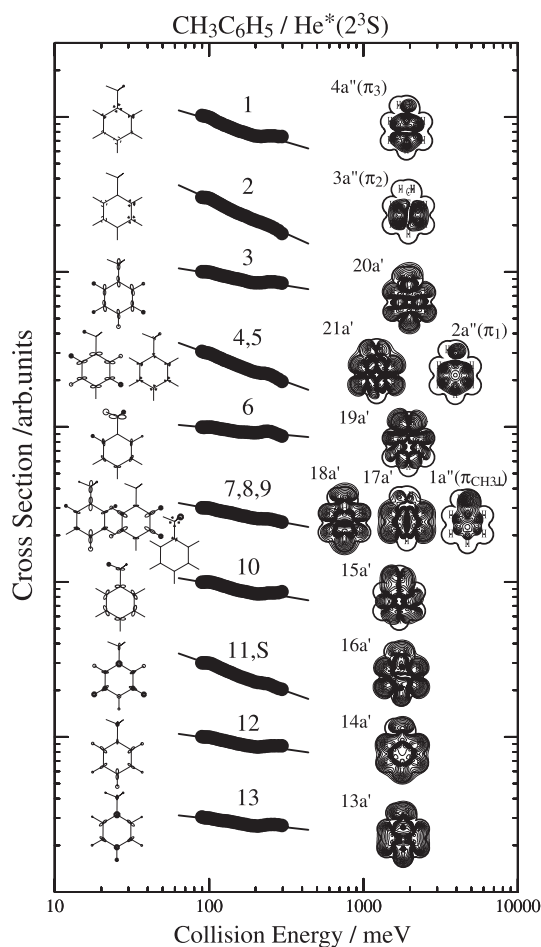 CH3C6H5 / He*(2³S)
1
4a"(π3)
2
3a"(π2)
3
20a'
4,5
21a'
2a"(π1)
6
19a'
7,8,9
18a'
17a'
1a"(πCH3⊥)
10
15a'
11,S
16a'
12
14a'
13
13a'
Cross Section /arb.units
10
100
1000
10000
Collision Energy / meV